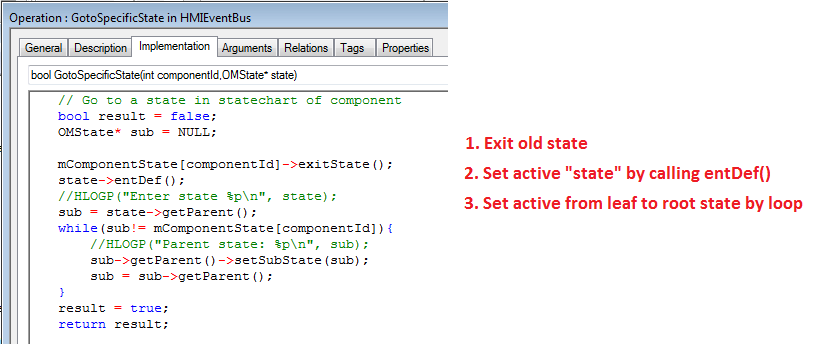 Operation : GotoSpecificState in HMIEventBus
General Description Implementation Arguments Relations Tags Properties
bool GotoSpecificState(int componentId,OMState* state)
// Go to a state in statechart of component
bool result = false;
OMState* sub = NULL;
mComponentState[componentId]->exitState();
state->entDef();
//HLOGP("Enter state %p\n", state);
sub = state->getParent();
while(sub!= mComponentState[componentId]){
//HLOGP("Parent state: %p\n", sub);
sub->getParent()->setSubState(sub);
sub = sub->getParent();
}
result = true;
return result;
1. Exit old state
2. Set active "state" by calling entDef()
3. Set active from leaf to root state by loop